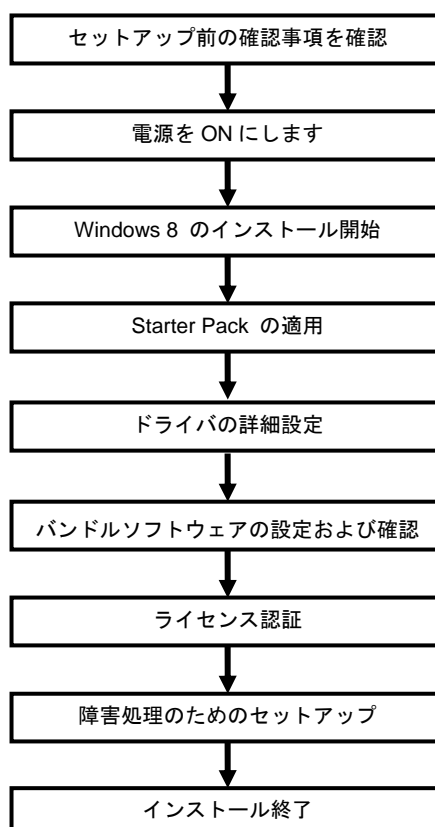 セットアップ前の確認事項を確認
電源を ON にします
Windows 8 のインストール開始
Starter Pack の適用
ドライバの詳細設定
バンドルソフトウェアの設定および確認
ライセンス認証
障害処理のためのセットアップ
インストール終了